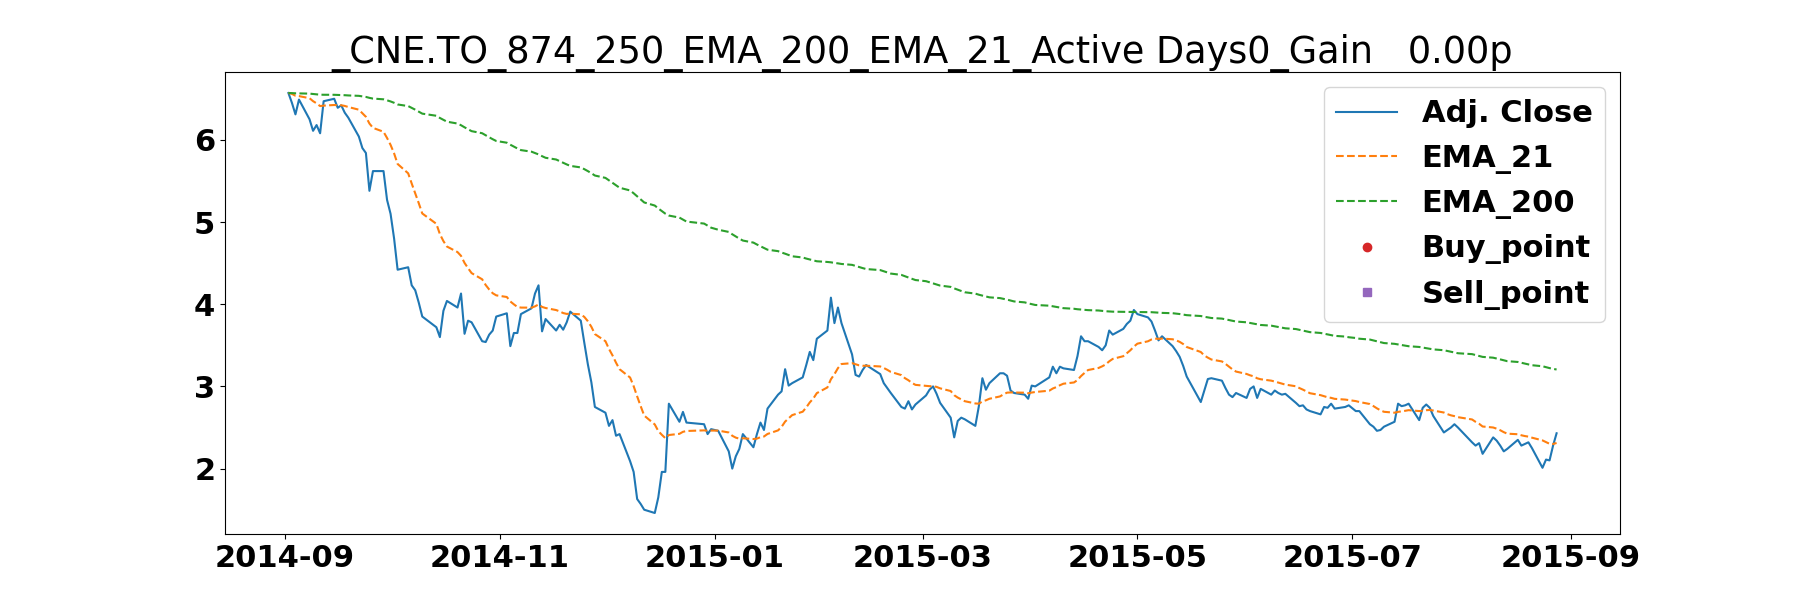 _CNE.TO_874_250_EMA_200_EMA_21_Active Days0_Gain   0.00p
Adj. Close
EMA_21
EMA_200
Buy_point
Sell_point
6
5
4
3
2
2014-09 2014-11 2015-01 2015-03 2015-05 2015-07 2015-09